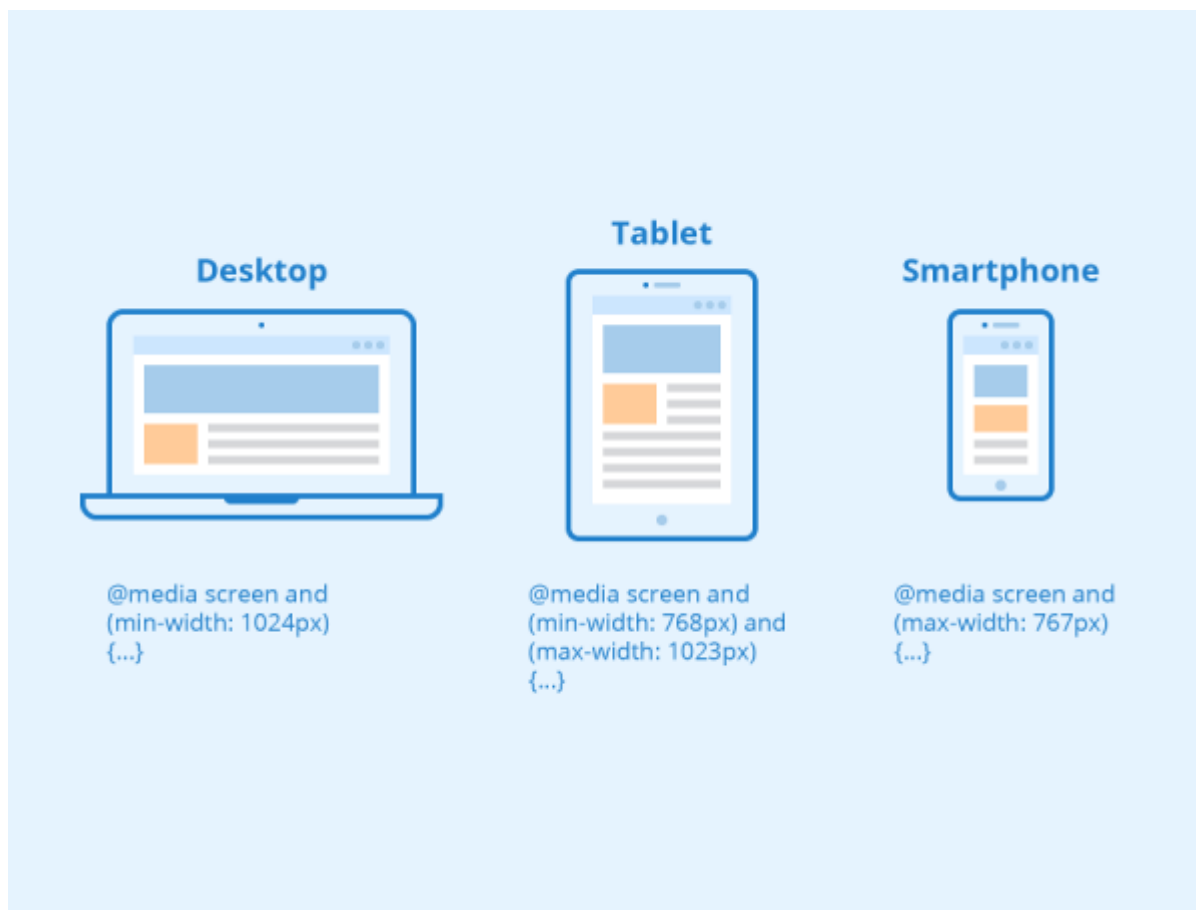 Desktop
@media screen and
(min-width: 1024px)
{...}
Tablet
@media screen and
(min-width: 768px) and
(max-width: 1023px)
{...}
Smartphone
@media screen and
(max-width: 767px)
{...}